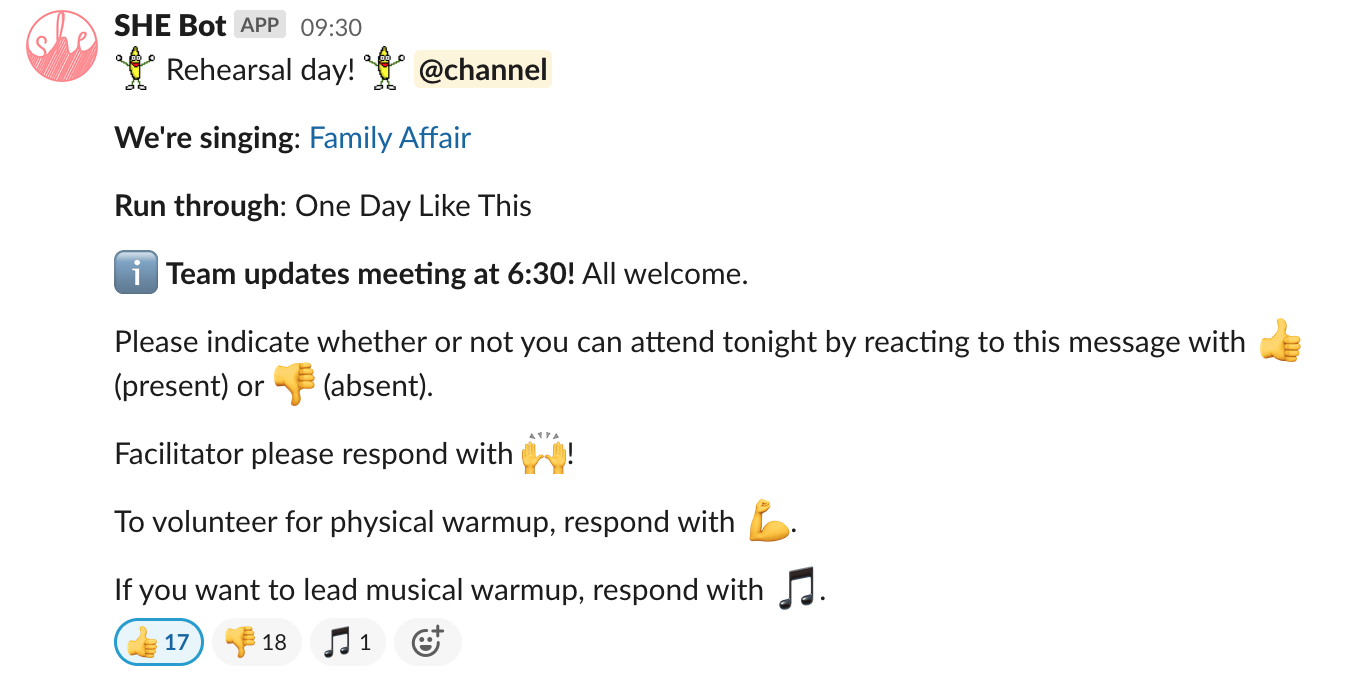 she
SHE Bot APP 09:30
Rehearsal day! @channel
We're singing: Family Affair
Run through: One Day Like This
ℹ️ Team updates meeting at 6:30! All welcome.
Please indicate whether or not you can attend tonight by reacting to this message with 👍
(present) or 👎 (absent).
Facilitator please respond with 🙌!
To volunteer for physical warmup, respond with 💪.
If you want to lead musical warmup, respond with 🎵.
👍 17 👎 18 🎵 1